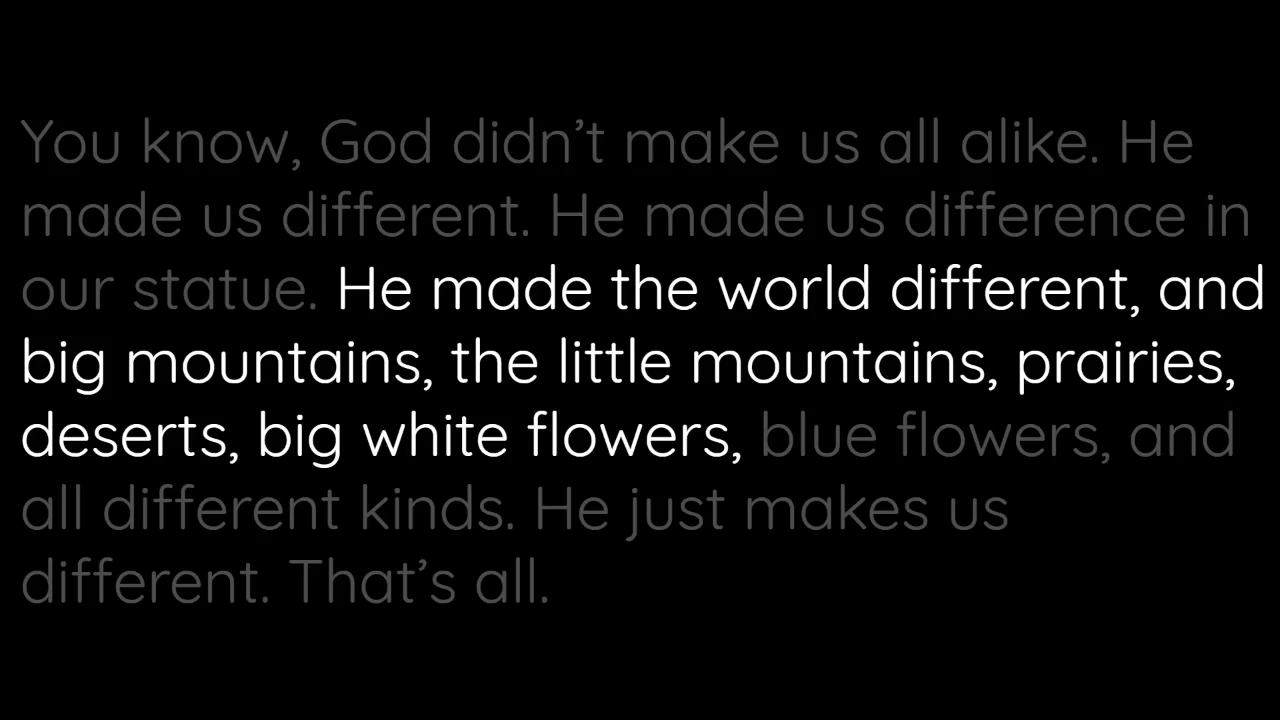 You know, God didn’t make us all alike. He
made us different. He made us difference in
our statue. He made the world different, and
big mountains, the little mountains, prairies,
deserts, big white flowers, blue flowers, and
all different kinds. He just makes us
different. That’s all.